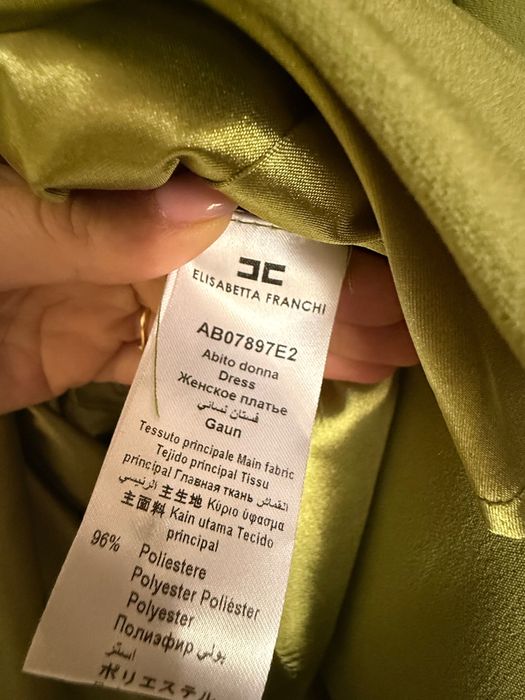 ELISABETTA FRANCHI
AB07897E2
Abito donna
Dress
Женское платье
فستان نسائي
Gaun
Tessuto principale Main fabric
Tejido principal Tissu
principal Главная ткань القماش الرئيسي
主面料 主生地 Κύριο ύφασμα
Kain utama Tecido
principal
96% Poliestere
Polyester Poliéster
Polyester
Полиэфир بولي
استر
ポリエステル